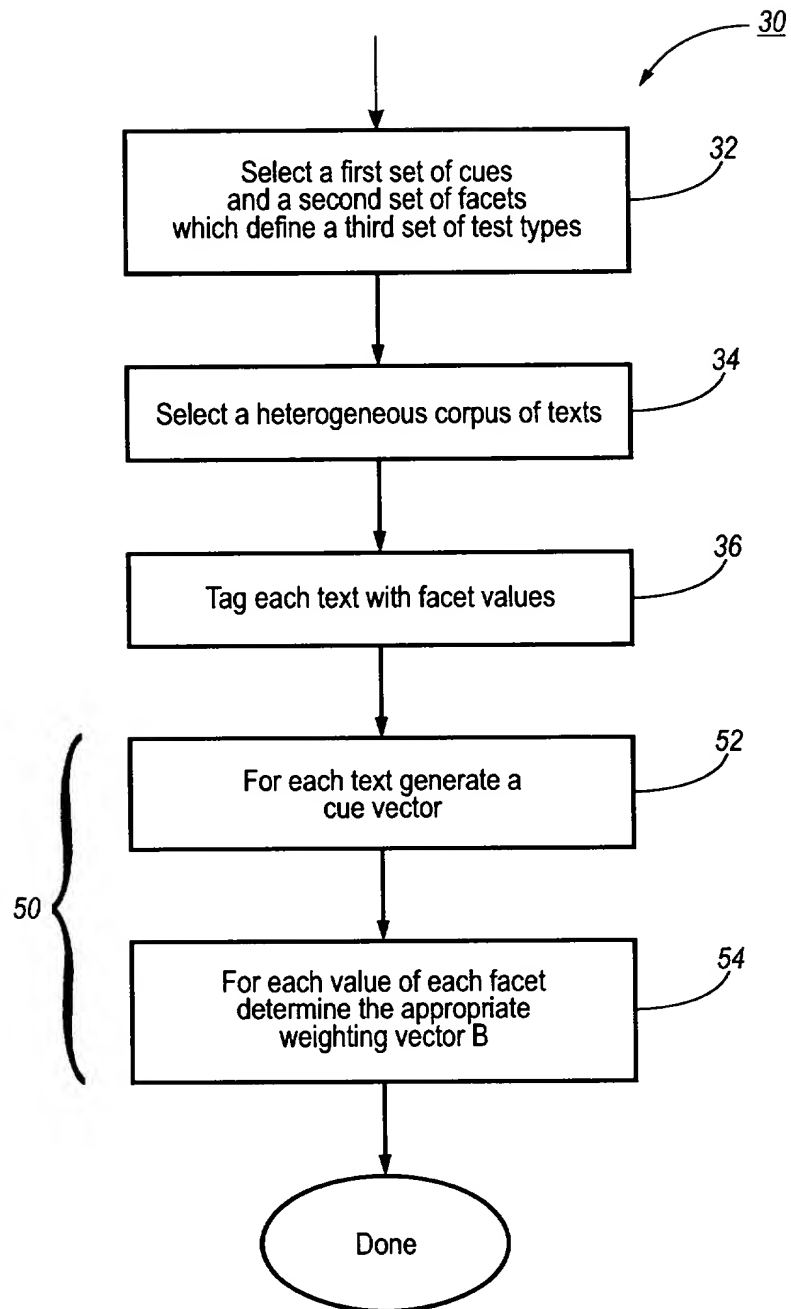 30
Select a first set of cues
and a second set of facets
which define a third set of test types
32
Select a heterogeneous corpus of texts
34
Tag each text with facet values
36
For each text generate a
cue vector
52
50
For each value of each facet
determine the appropriate
weighting vector B
54
Done